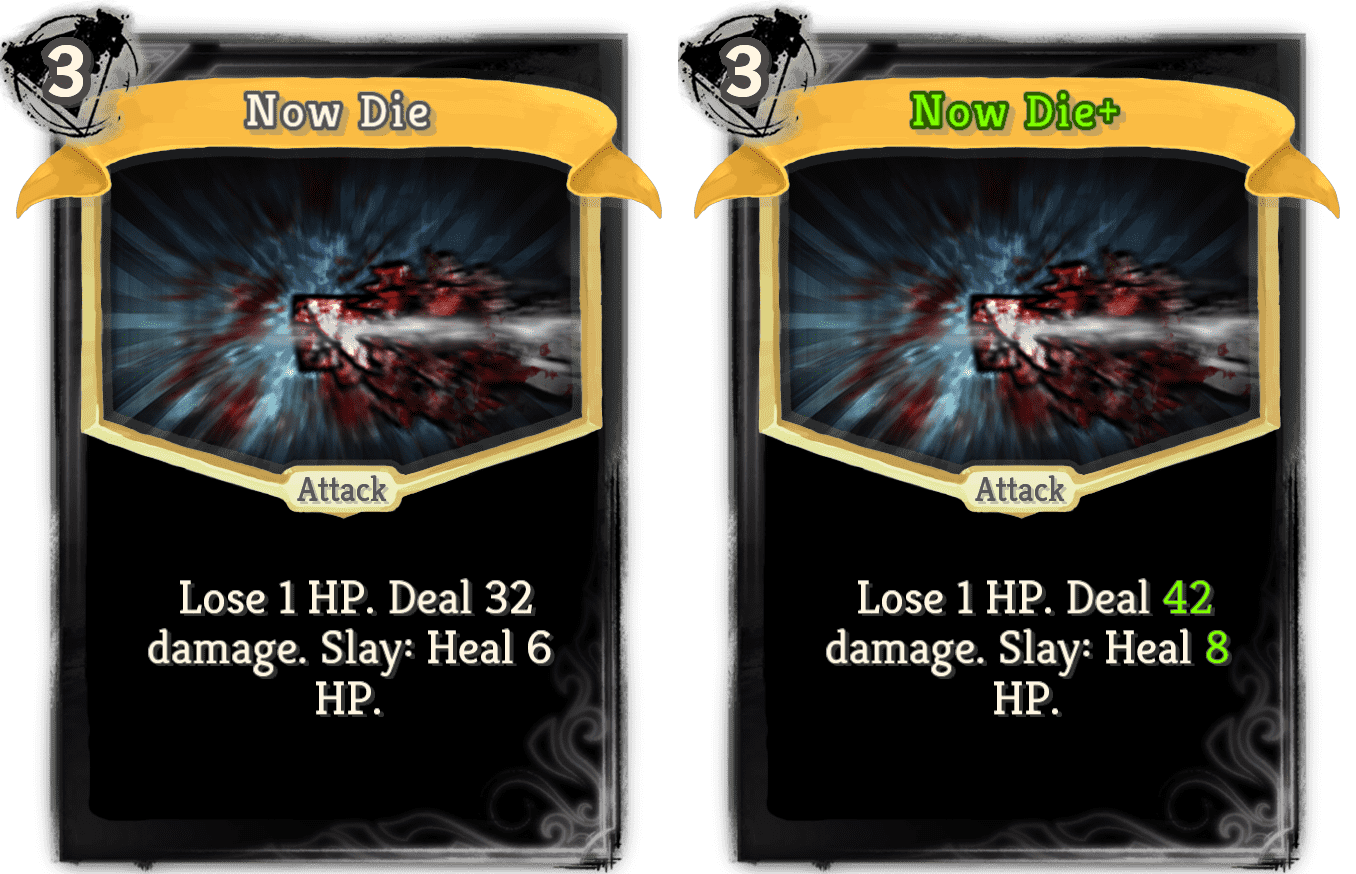 3
Now Die
Attack
Lose 1 HP. Deal 32
damage. Slay: Heal 6
HP.
3
Now Die+
Attack
Lose 1 HP. Deal 42
damage. Slay: Heal 8
HP.